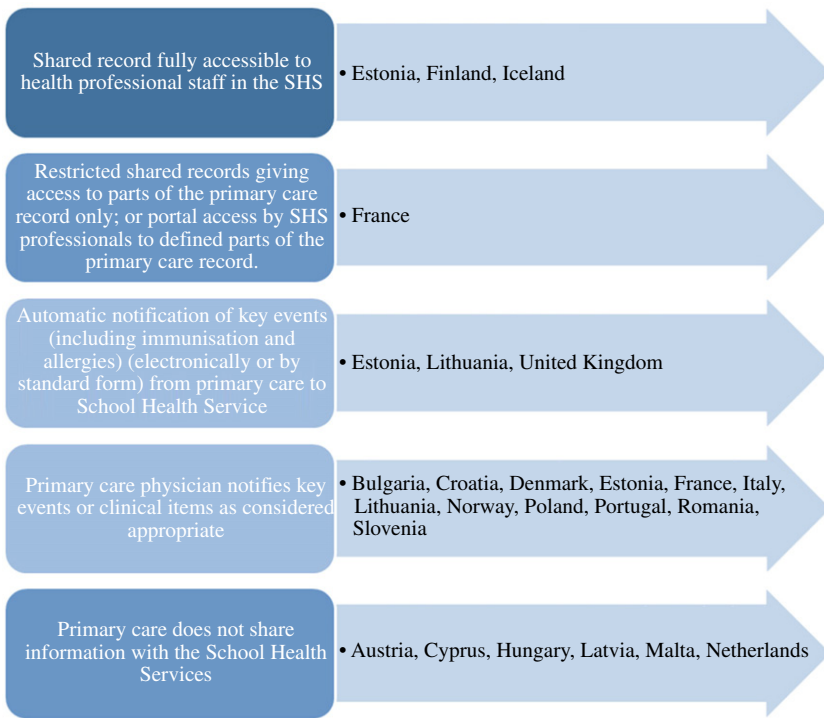 Shared record fully accessible to
health professional staff in the SHS
• Estonia, Finland, Iceland
Restricted shared records giving
access to parts of the primary care
record only; or portal access by SHS
professionals to defined parts of the
primary care record.
• France
Automatic notification of key events
(including immunisation and
allergies) (electronically or by
standard form) from primary care to
School Health Service
• Estonia, Lithuania, United Kingdom
Primary care physician notifies key
events or clinical items as considered
appropriate
• Bulgaria, Croatia, Denmark, Estonia, France, Italy,
Lithuania, Norway, Poland, Portugal, Romania,
Slovenia
Primary care does not share
information with the School Health
Services
• Austria, Cyprus, Hungary, Latvia, Malta, Netherlands